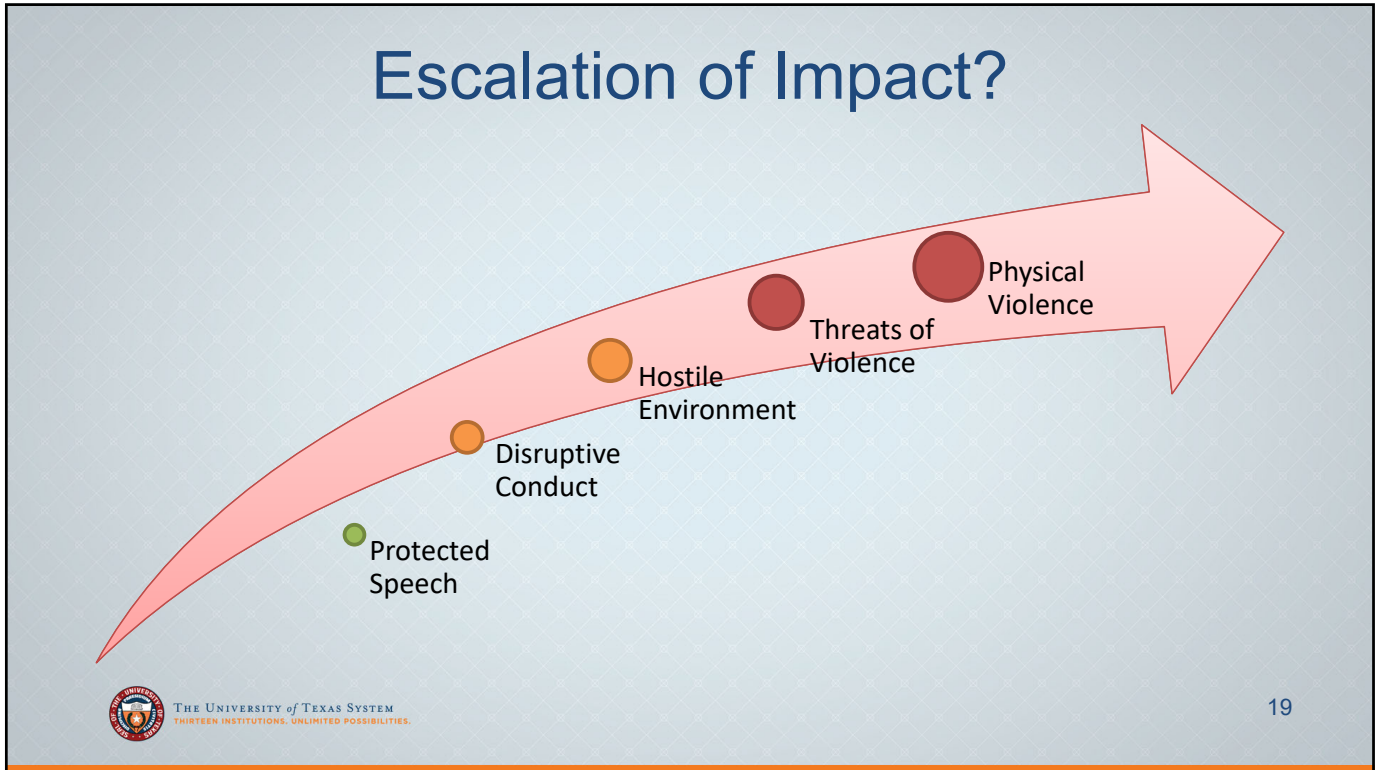 Escalation of Impact?
Physical
Violence
Threats of
Violence
Hostile
Environment
Disruptive
Conduct
Protected
Speech
THE UNIVERSITY of TEXAS SYSTEM
THIRTEEN INSTITUTIONS. UNLIMITED POSSIBILITIES.
19